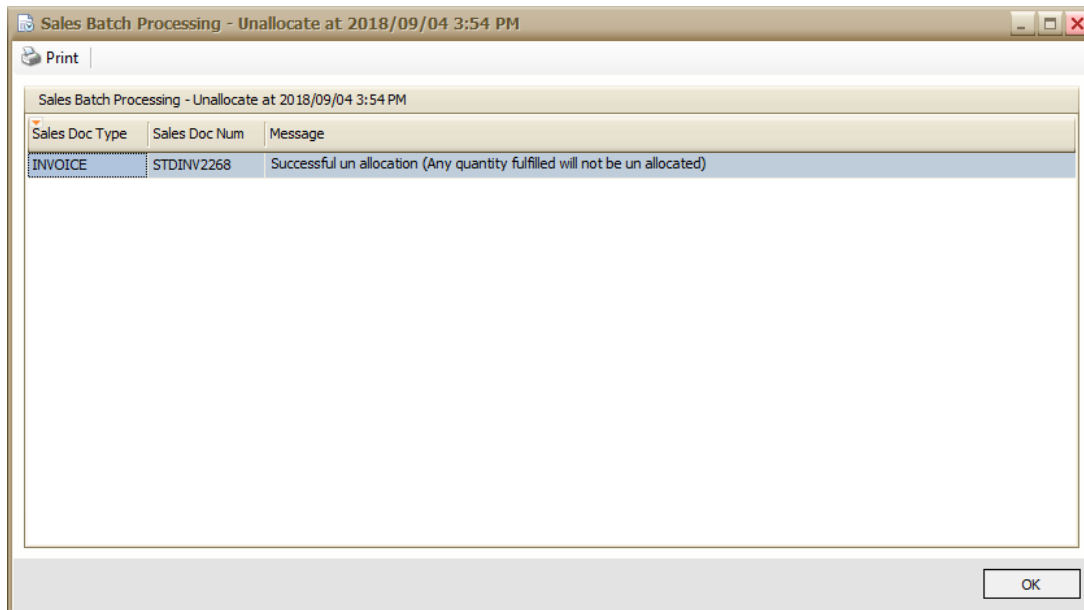 Sales Batch Processing - Unallocate at 2018/09/04 3:54 PM
Print
Sales Batch Processing - Unallocate at 2018/09/04 3:54 PM
Sales Doc Type Sales Doc Num Message
INVOICE STDINV2268 Successful un allocation (Any quantity fulfilled will not be un allocated)
OK